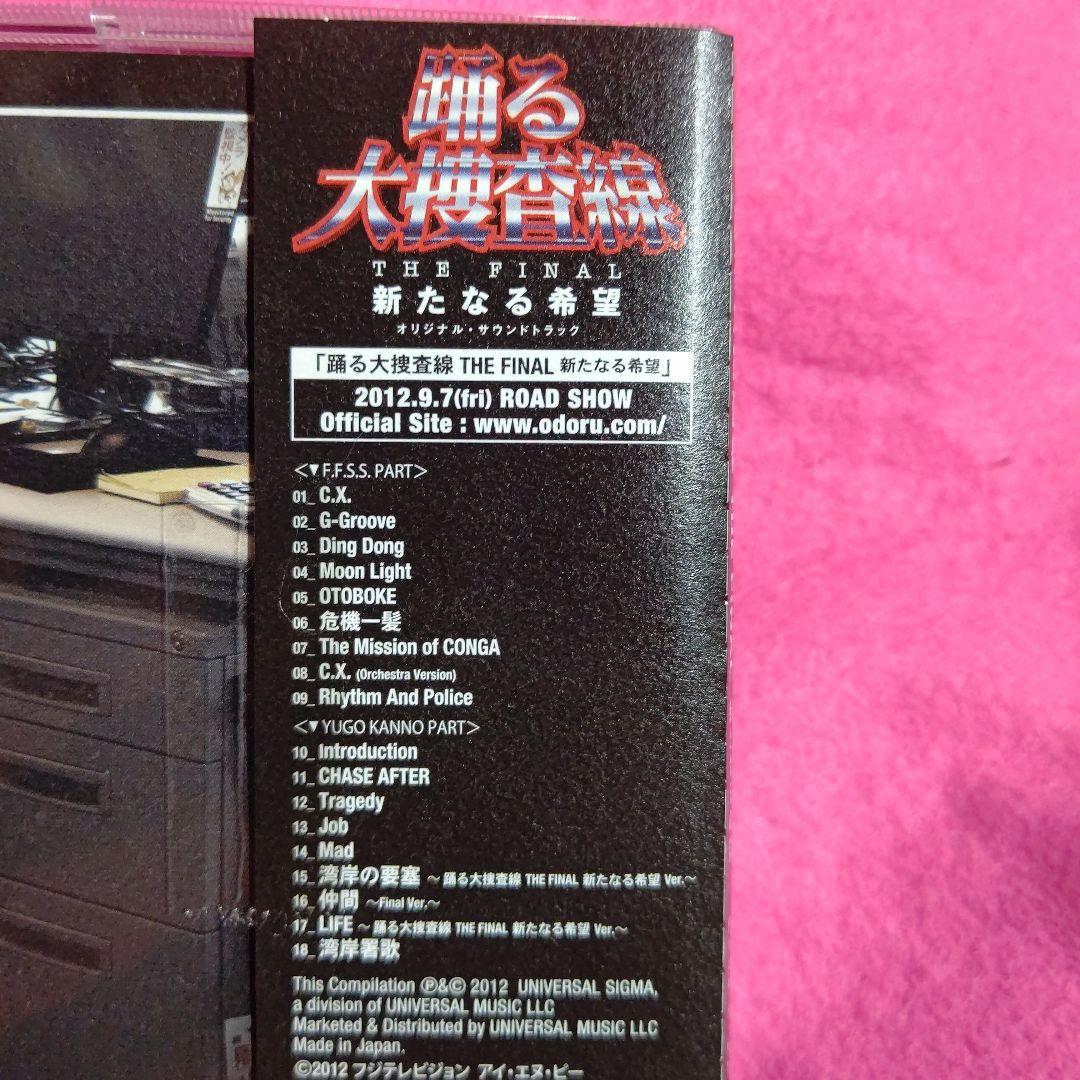 踊る
大捜査線
THE FINAL
新たなる希望
オリジナル・サウンドトラック
「踊る大捜査線 THE FINAL 新たなる希望」
2012.9.7(fri) ROAD SHOW
Official Site : www.odoru.com/
<▼F.F.S.S. PART>
01_ C.X.
02_ G-Groove
03_ Ding Dong
04_ Moon Light
05_ OTOBOKE
06_ 危機一髪
07_ The Mission of CONGA
08_ C.X. (Orchestra Version)
09_ Rhythm And Police
<▼YUGO KANNO PART>
10_ Introduction
11_ CHASE AFTER
12_ Tragedy
13_ Job
14_ Mad
15_ 湾岸の要塞 〜踊る大捜査線 THE FINAL 新たなる希望 Ver.〜
16_ 仲間 〜Final Ver.〜
17_ LIFE 〜踊る大捜査線 THE FINAL 新たなる希望 Ver.〜
18_ 湾岸署歌
This Compilation ℗&© 2012 UNIVERSAL SIGMA,
a division of UNIVERSAL MUSIC LLC
Marketed & Distributed by UNIVERSAL MUSIC LLC
Made in Japan.
©2012 フジテレビジョン アイ・エヌ・ピー